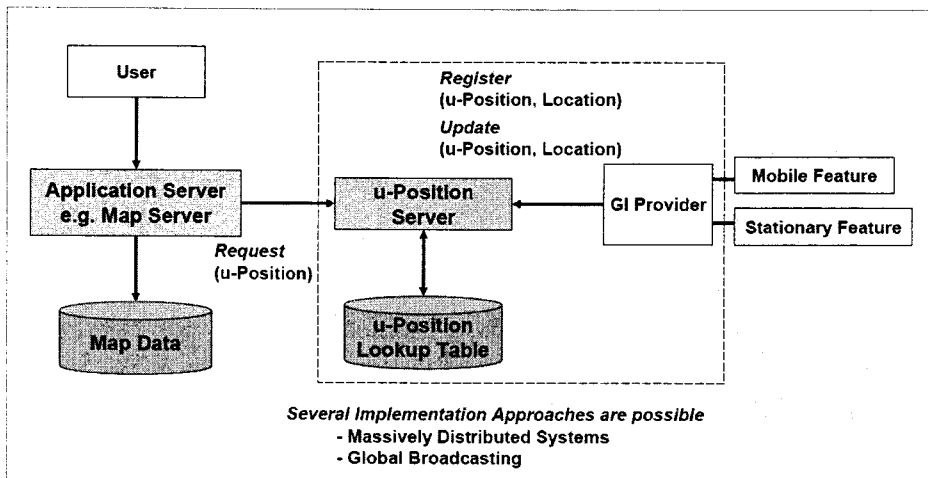 User
Register
(u-Position, Location)
Update
(u-Position, Location)
Application Server
e.g. Map Server
u-Position
Server
GI Provider
Mobile Feature
Stationary Feature
Request
(u-Position)
Map Data
u-Position
Lookup Table
Several Implementation Approaches are possible
- Massively Distributed Systems
- Global Broadcasting